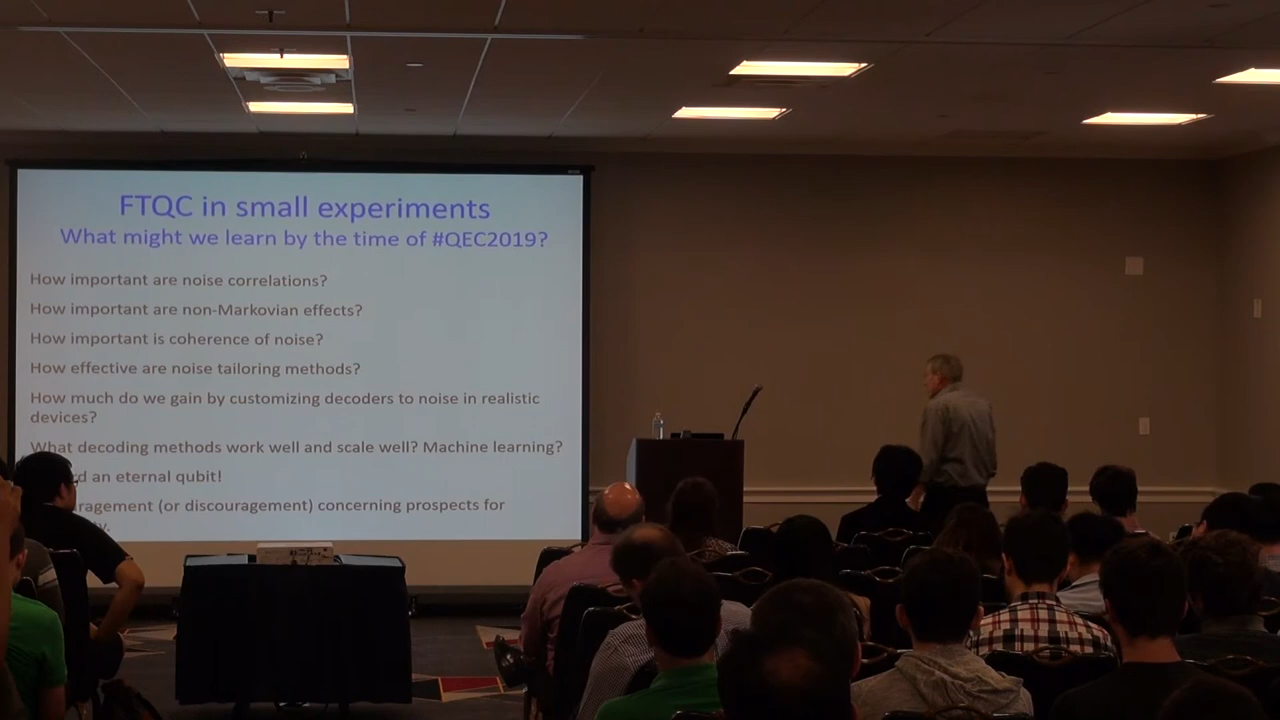 FTQC in small experiments
What might we learn by the time of #QEC2019?
How important are noise correlations?
How important are non-Markovian effects?
How important is coherence of noise?
How effective are noise tailoring methods?
How much do we gain by customizing decoders to noise in realistic
devices?
What decoding methods work well and scale well? Machine learning?
an eternal qubit!
(or discouragement) concerning prospects for